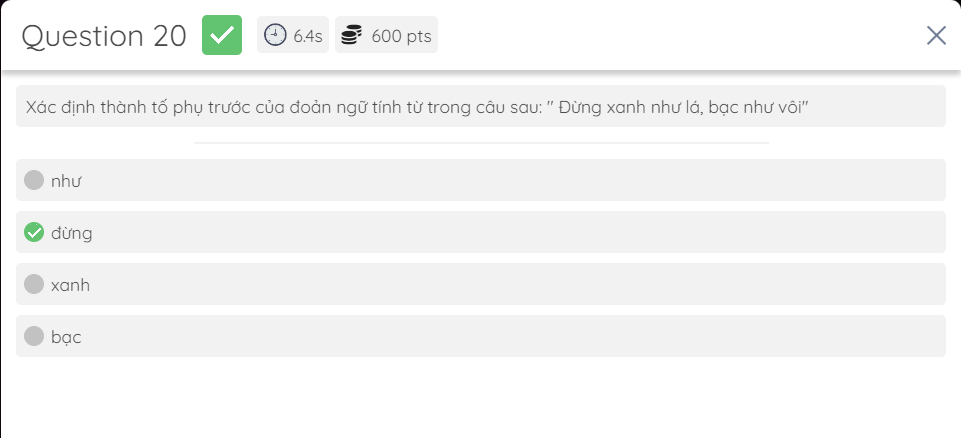 Question 20 6.4s 600 pts
Xác định thành tố phụ trước của đoản ngữ tính từ trong câu sau: " Đừng xanh như lá, bạc như vôi"
như
đừng
xanh
bạc